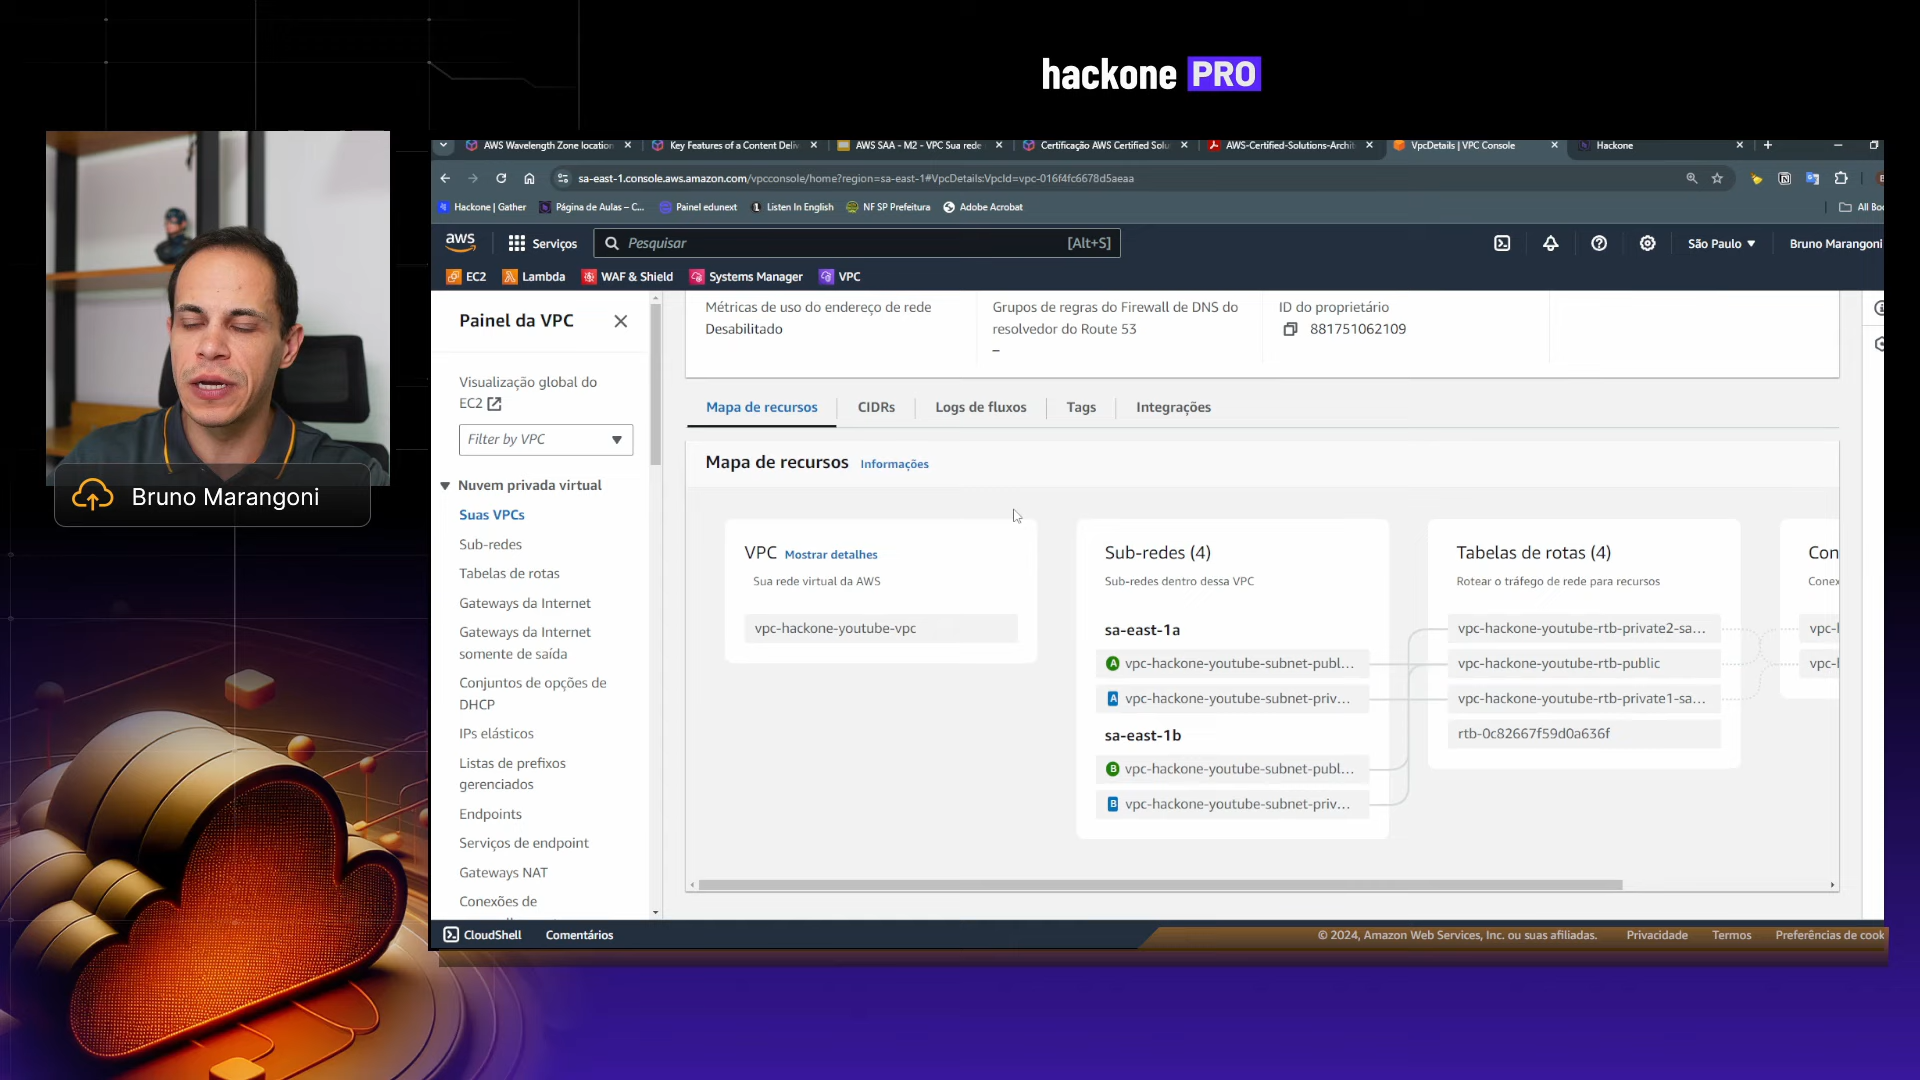 hackone PRO
Bruno Marangoni
AWS Wavelength Zone location
Key Features of a Content Deliv
AWS SAA - M2 - VPC Sua rede
Certificação AWS Certified Solu
AWS-Certified-Solutions-Archit
VpcDetails | VPC Console
Hackone
sa-east-1.console.aws.amazon.com/vpcconsole/home?region=sa-east-1#VpcDetails:VpcId=vpc-016f4fc6678d5aeaa
Hackone | Gather
Página de Aulas – C...
Painel edunext
Listen In English
NF SP Prefeitura
Adobe Acrobat
All Boo
aws
Serviços
Pesquisar
[Alt+S]
São Paulo
Bruno Marangoni
EC2
Lambda
WAF & Shield
Systems Manager
VPC
Painel da VPC
Visualização global do
EC2
Filter by VPC
Nuvem privada virtual
Suas VPCs
Sub-redes
Tabelas de rotas
Gateways da Internet
Gateways da Internet
somente de saída
Conjuntos de opções de
DHCP
IPs elásticos
Listas de prefixos
gerenciados
Endpoints
Serviços de endpoint
Gateways NAT
Conexões de
Métricas de uso do endereço de rede
Desabilitado
Grupos de regras do Firewall de DNS do
resolvedor do Route 53
–
ID do proprietário
881751062109
Mapa de recursos
CIDRs
Logs de fluxos
Tags
Integrações
Mapa de recursos Informações
VPC Mostrar detalhes
Sua rede virtual da AWS
vpc-hackone-youtube-vpc
Sub-redes (4)
Sub-redes dentro dessa VPC
sa-east-1a
A vpc-hackone-youtube-subnet-publ...
A vpc-hackone-youtube-subnet-priv...
sa-east-1b
B vpc-hackone-youtube-subnet-publ...
B vpc-hackone-youtube-subnet-priv...
Tabelas de rotas (4)
Rotear o tráfego de rede para recursos
vpc-hackone-youtube-rtb-private2-sa...
vpc-hackone-youtube-rtb-public
vpc-hackone-youtube-rtb-private1-sa...
rtb-0c82667f59d0a636f
Con
Conex
vpc-h
vpc-h
CloudShell
Comentários
© 2024, Amazon Web Services, Inc. ou suas afiliadas.
Privacidade
Termos
Preferências de cook